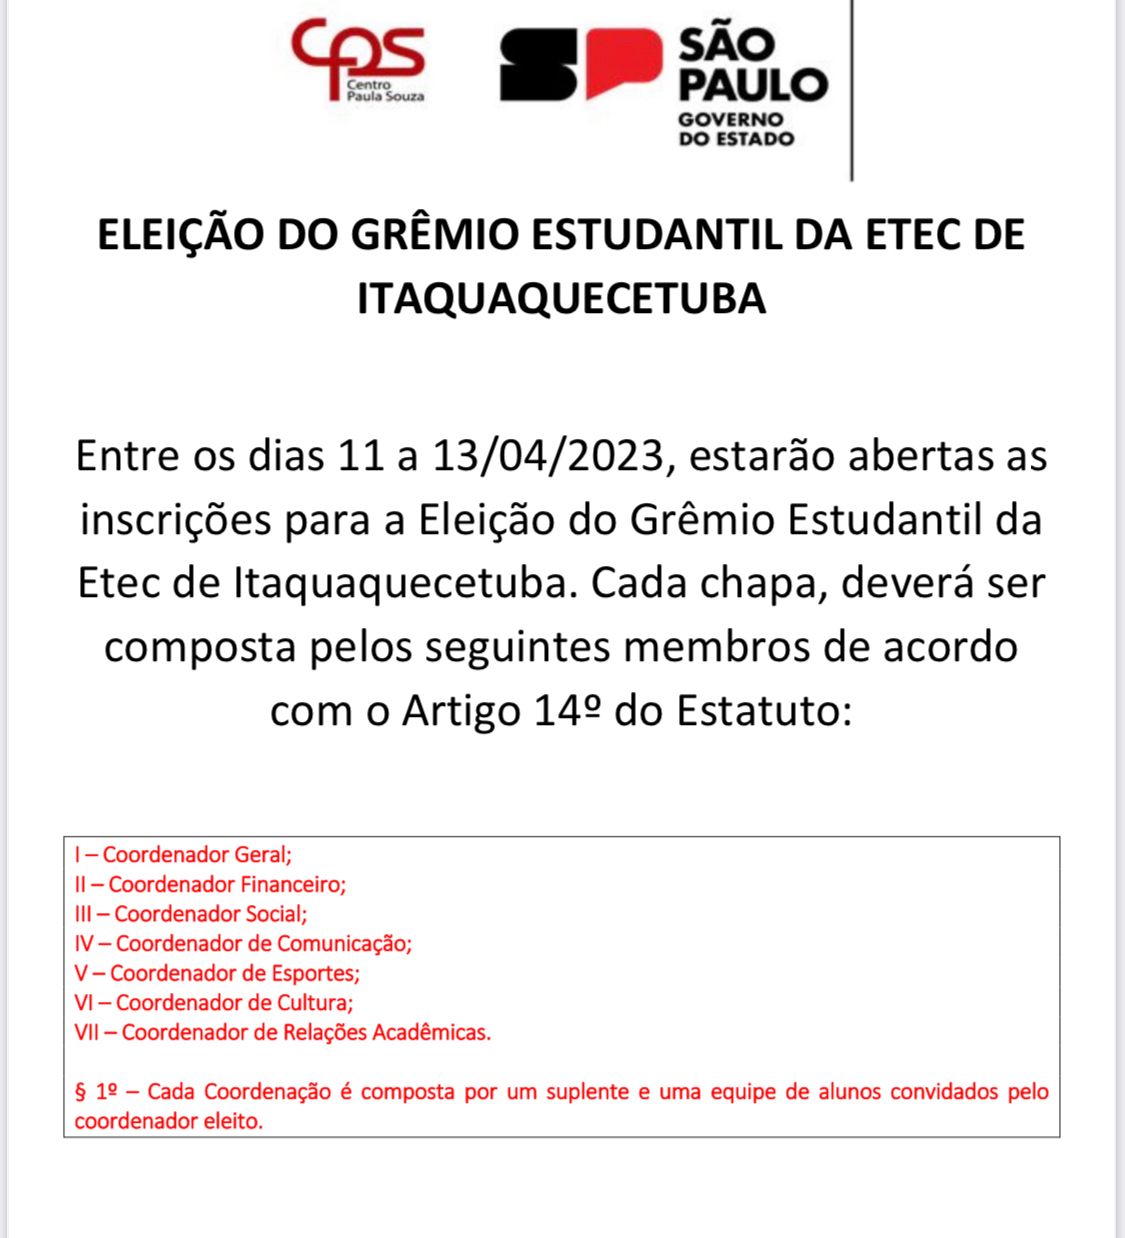 CPS
Centro
Paula Souza
SP
SÃO
PAULO
GOVERNO
DO ESTADO
ELEIÇÃO DO GRÊMIO ESTUDANTIL DA ETEC DE
ITAQUAQUECETUBA
Entre os dias 11 a 13/04/2023, estarão abertas as
inscrições para a Eleição do Grêmio Estudantil da
Etec de Itaquaquecetuba. Cada chapa, deverá ser
composta pelos seguintes membros de acordo
com o Artigo 14º do Estatuto:
I – Coordenador Geral;
II – Coordenador Financeiro;
III – Coordenador Social;
IV – Coordenador de Comunicação;
V – Coordenador de Esportes;
VI – Coordenador de Cultura;
VII – Coordenador de Relações Acadêmicas.
§ 1º – Cada Coordenação é composta por um suplente e uma equipe de alunos convidados pelo
coordenador eleito.